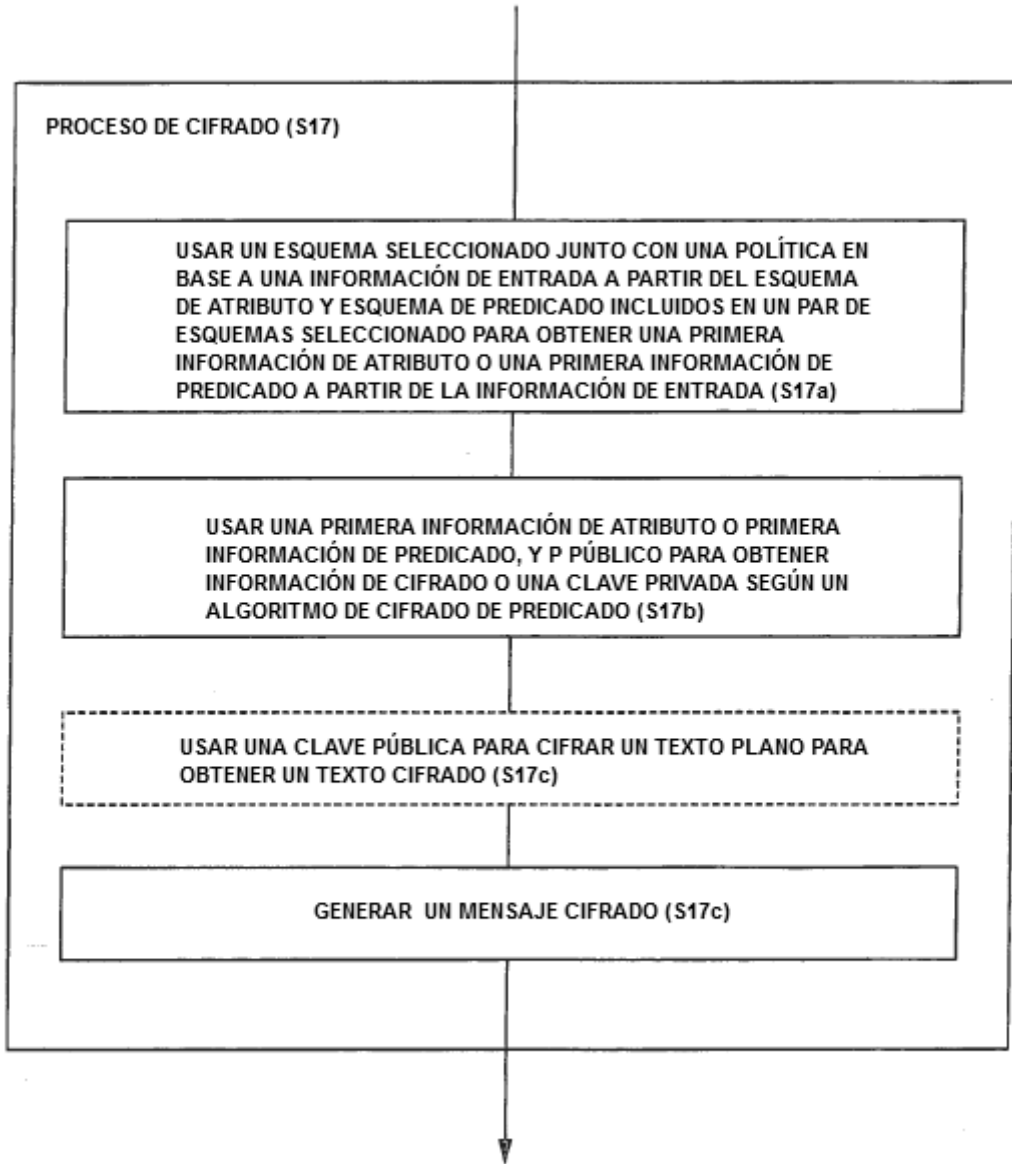 PROCESO DE CIFRADO (S17)
USAR UN ESQUEMA SELECCIONADO JUNTO CON UNA POLÍTICA EN
BASE A UNA INFORMACIÓN DE ENTRADA A PARTIR DEL ESQUEMA
DE ATRIBUTO Y ESQUEMA DE PREDICADO INCLUIDOS EN UN PAR DE
ESQUEMAS SELECCIONADO PARA OBTENER UNA PRIMERA
INFORMACIÓN DE ATRIBUTO O UNA PRIMERA INFORMACIÓN DE
PREDICADO A PARTIR DE LA INFORMACIÓN DE ENTRADA (S17a)
USAR UNA PRIMERA INFORMACIÓN DE ATRIBUTO O PRIMERA
INFORMACIÓN DE PREDICADO, Y P PÚBLICO PARA OBTENER
INFORMACIÓN DE CIFRADO O UNA CLAVE PRIVADA SEGÚN UN
ALGORITMO DE CIFRADO DE PREDICADO (S17b)
USAR UNA CLAVE PÚBLICA PARA CIFRAR UN TEXTO PLANO PARA
OBTENER UN TEXTO CIFRADO (S17c)
GENERAR UN MENSAJE CIFRADO (S17c)